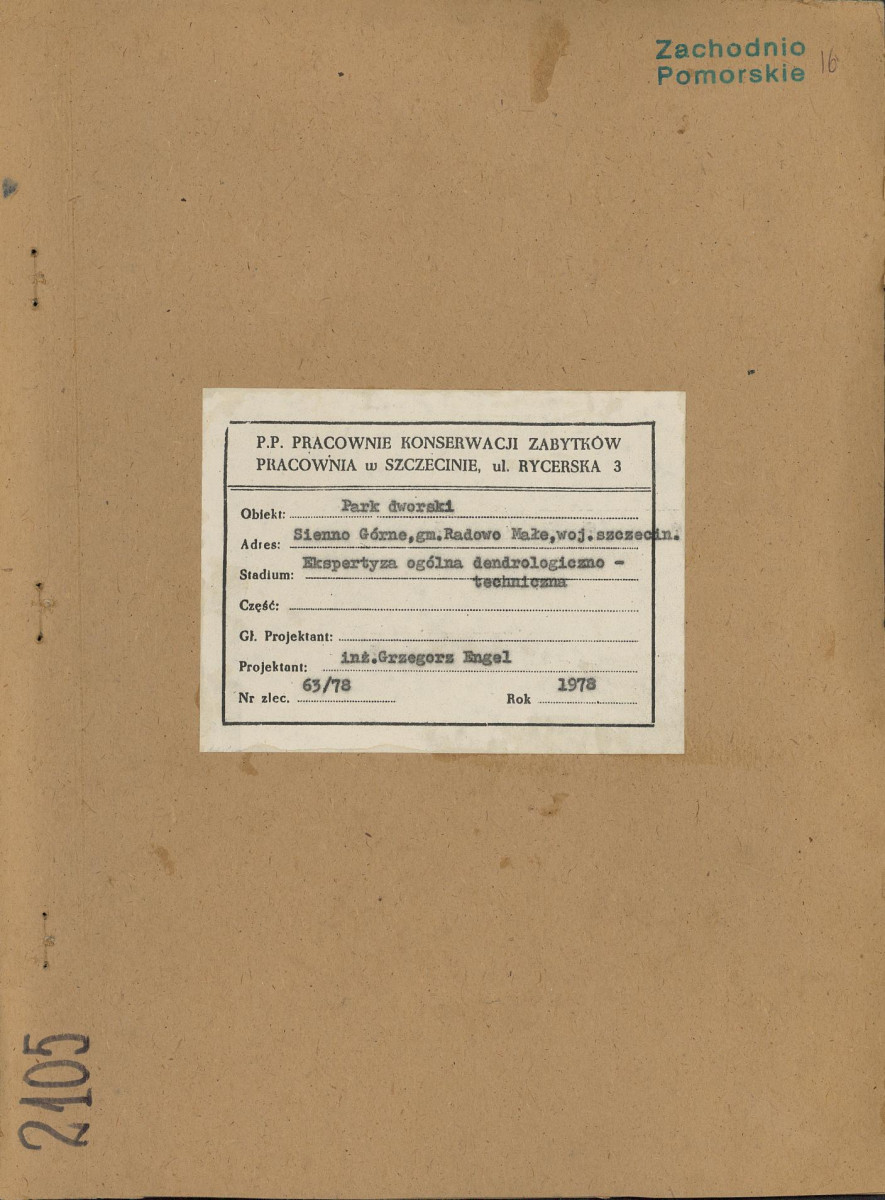 Zachodnio
Pomorskie 16
P.P. PRACOWNIE KONSERWACJI ZABYTKÓW
PRACOWNIA w SZCZECINIE, ul. RYCERSKA 3
Obiekt: Park dworski
Adres: Sienno Górne,gm.Radowo Małe,woj.szczecin.
Stadium: Ekspertyza ogólna dendrologiczno -
techniczna
Część:
Gł. Projektant:
Projektant: inż.Grzegorz Engel
Nr zlec. 63/78 Rok 1978
2105